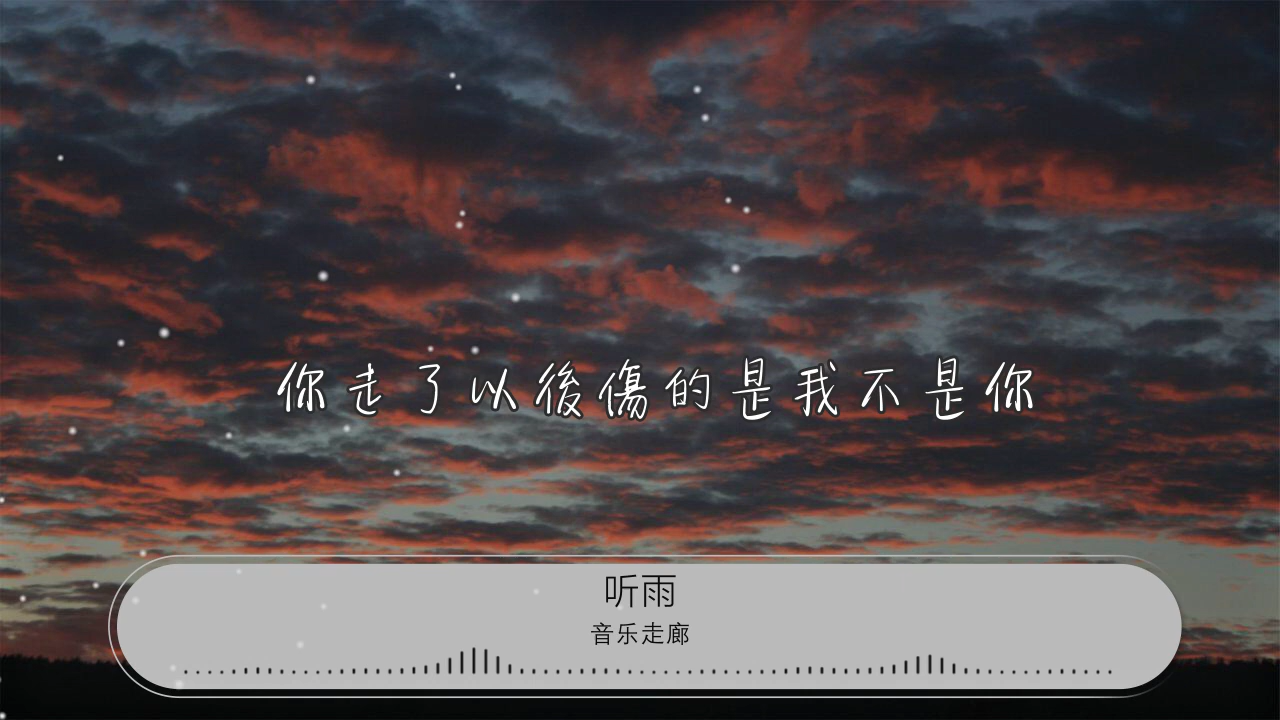 你走了以後傷的是我不是你
听雨
音乐走廊